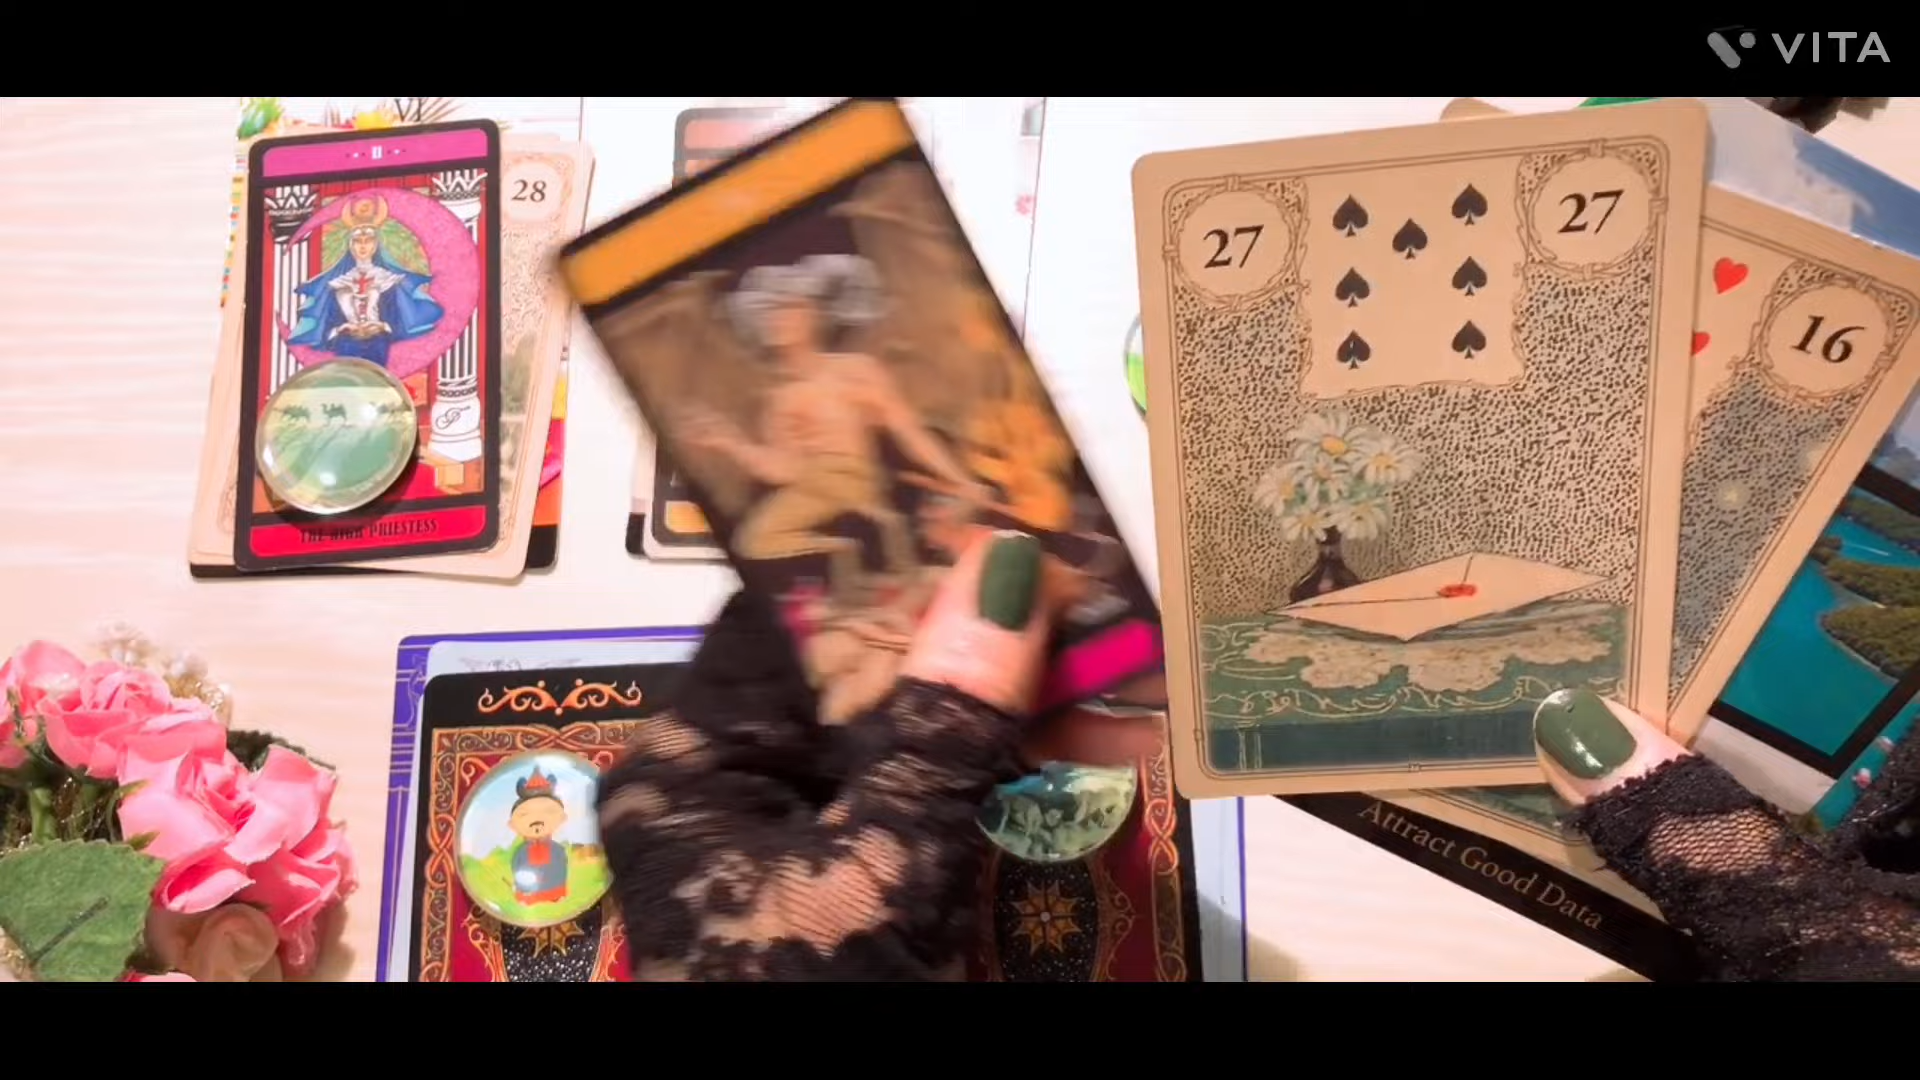 VITA
II
28
THE HIGH PRIESTESS
27
27
16
Attract Good Data